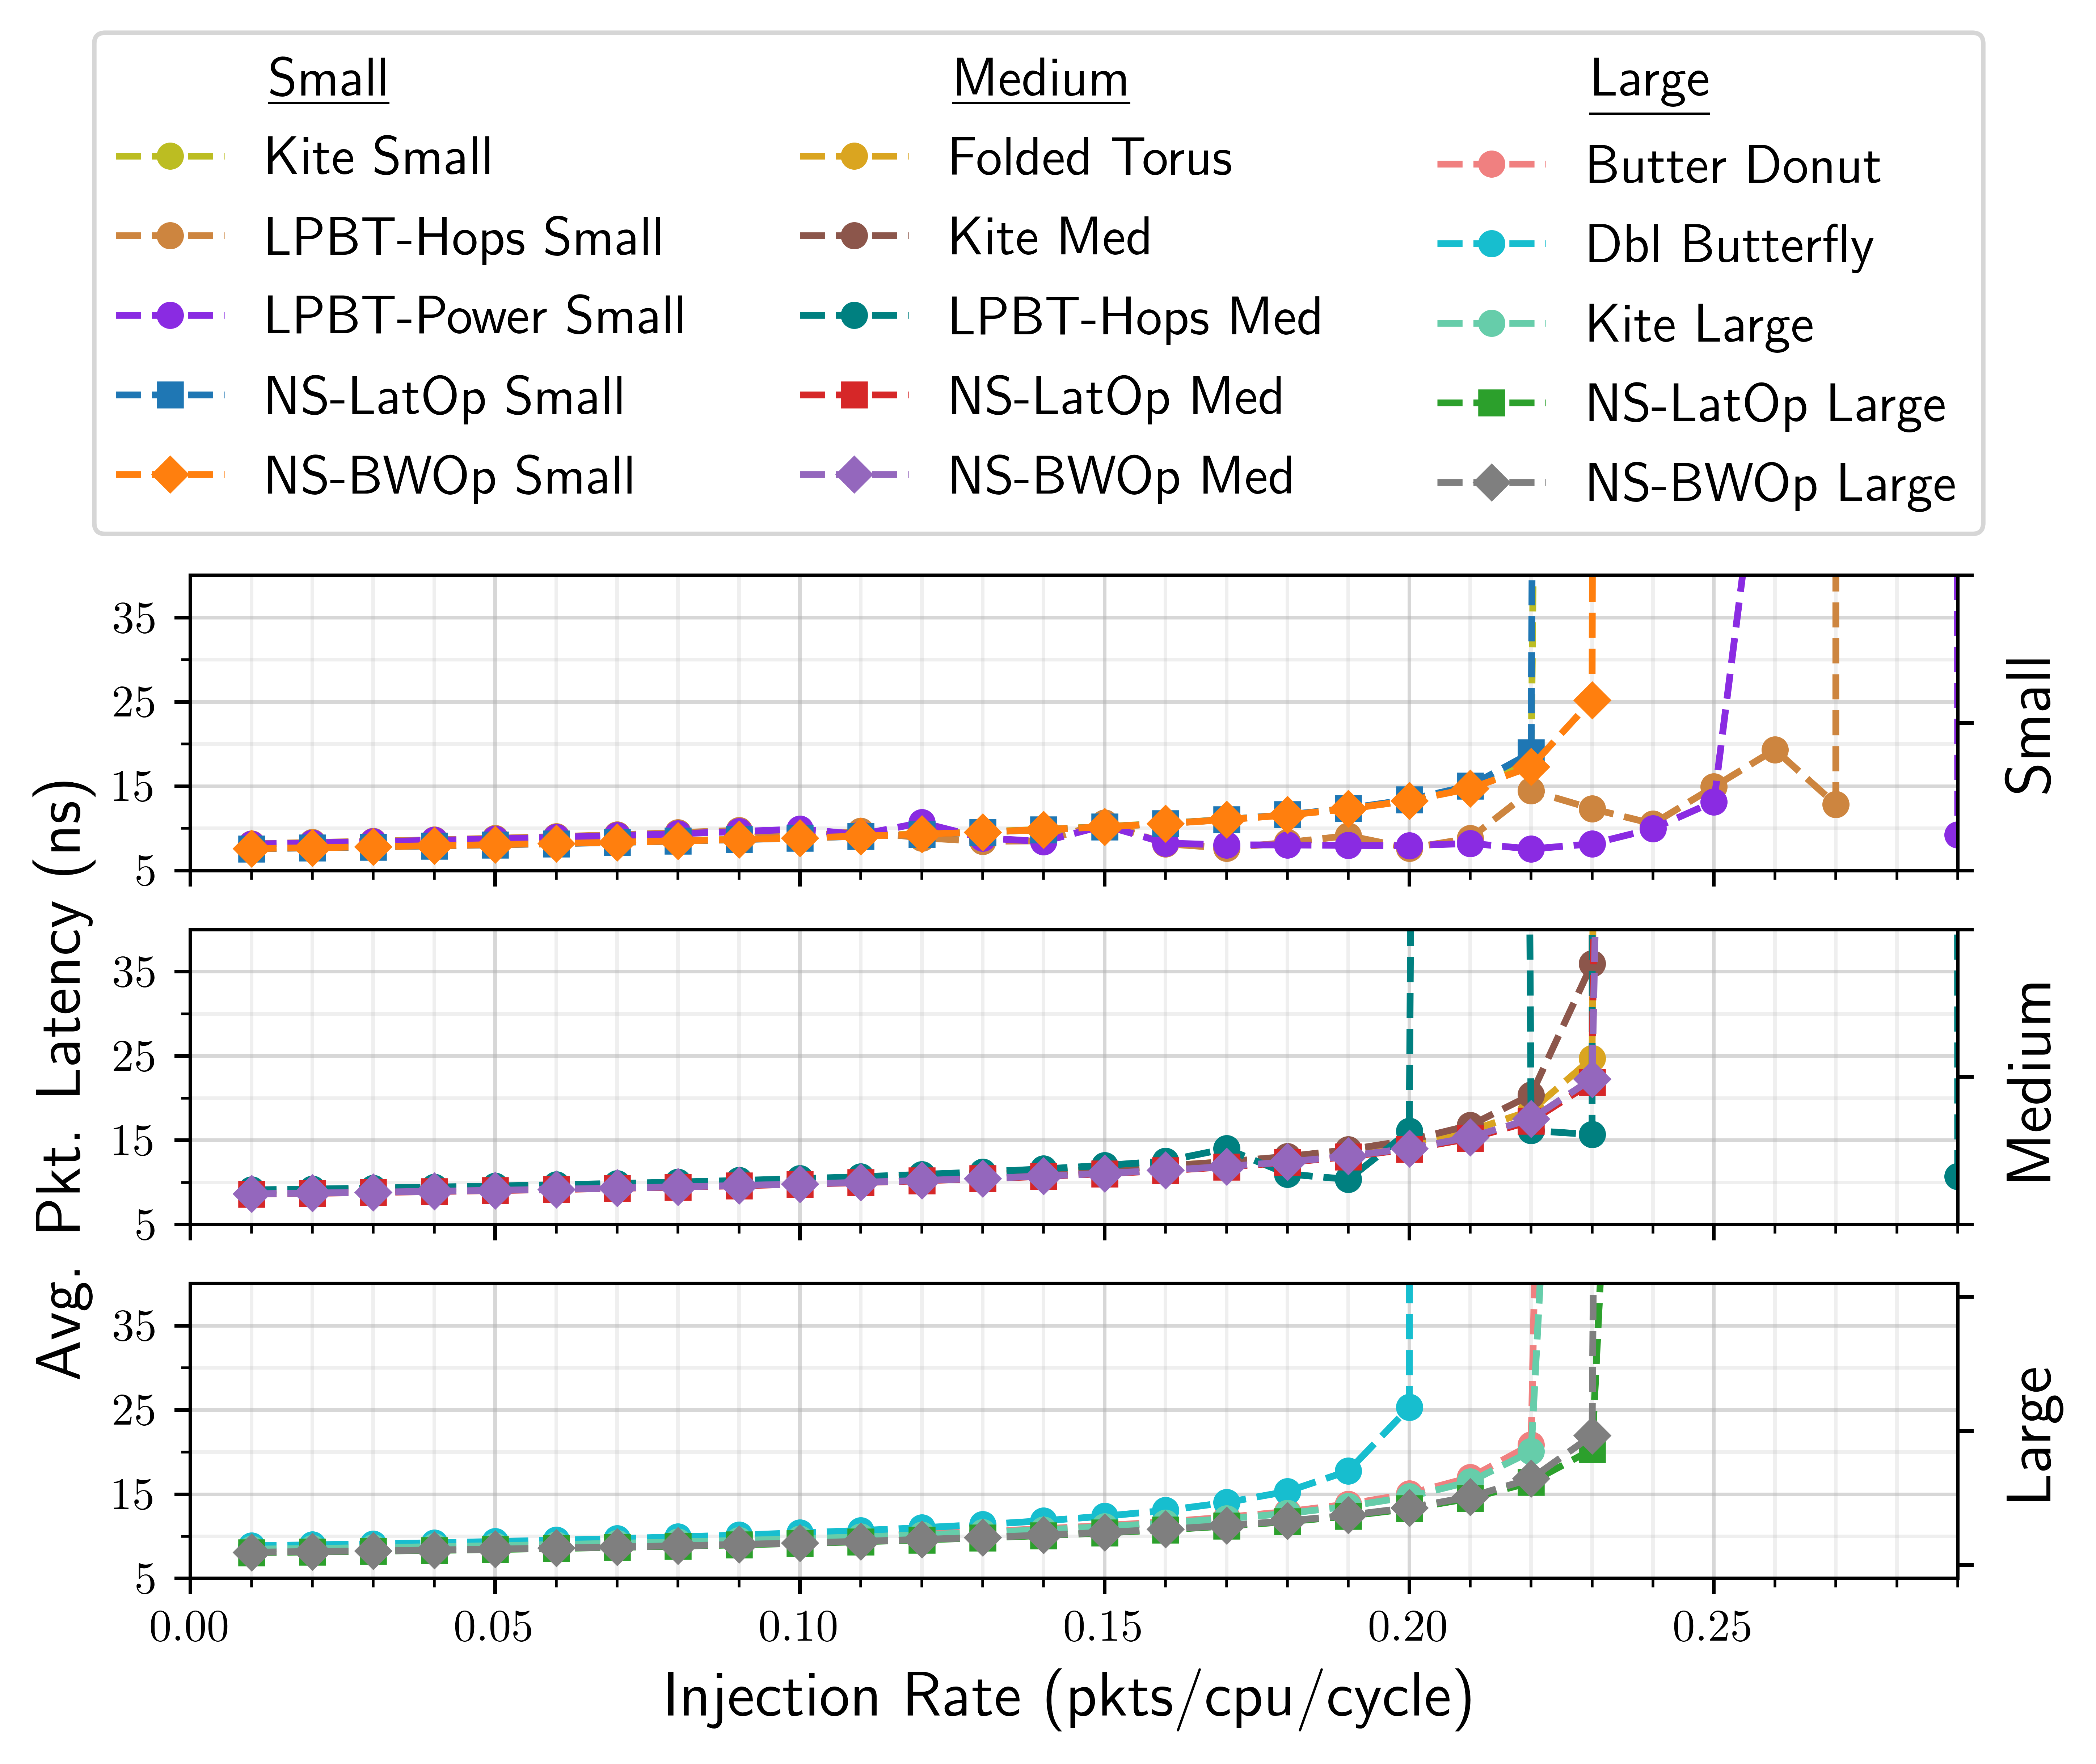 Small Medium Large
Kite Small Folded Torus Butter Donut
LPBT-Hops Small Kite Med Dbl Butterfly
LPBT-Power Small LPBT-Hops Med Kite Large
NS-LatOp Small NS-LatOp Med NS-LatOp Large
NS-BWOp Small NS-BWOp Med NS-BWOp Large
Avg. Pkt. Latency (ns)
35
25
15
5
Small
35
25
15
5
Medium
35
25
15
5
Large
0.00 0.05 0.10 0.15 0.20 0.25
Injection Rate (pkts/cpu/cycle)